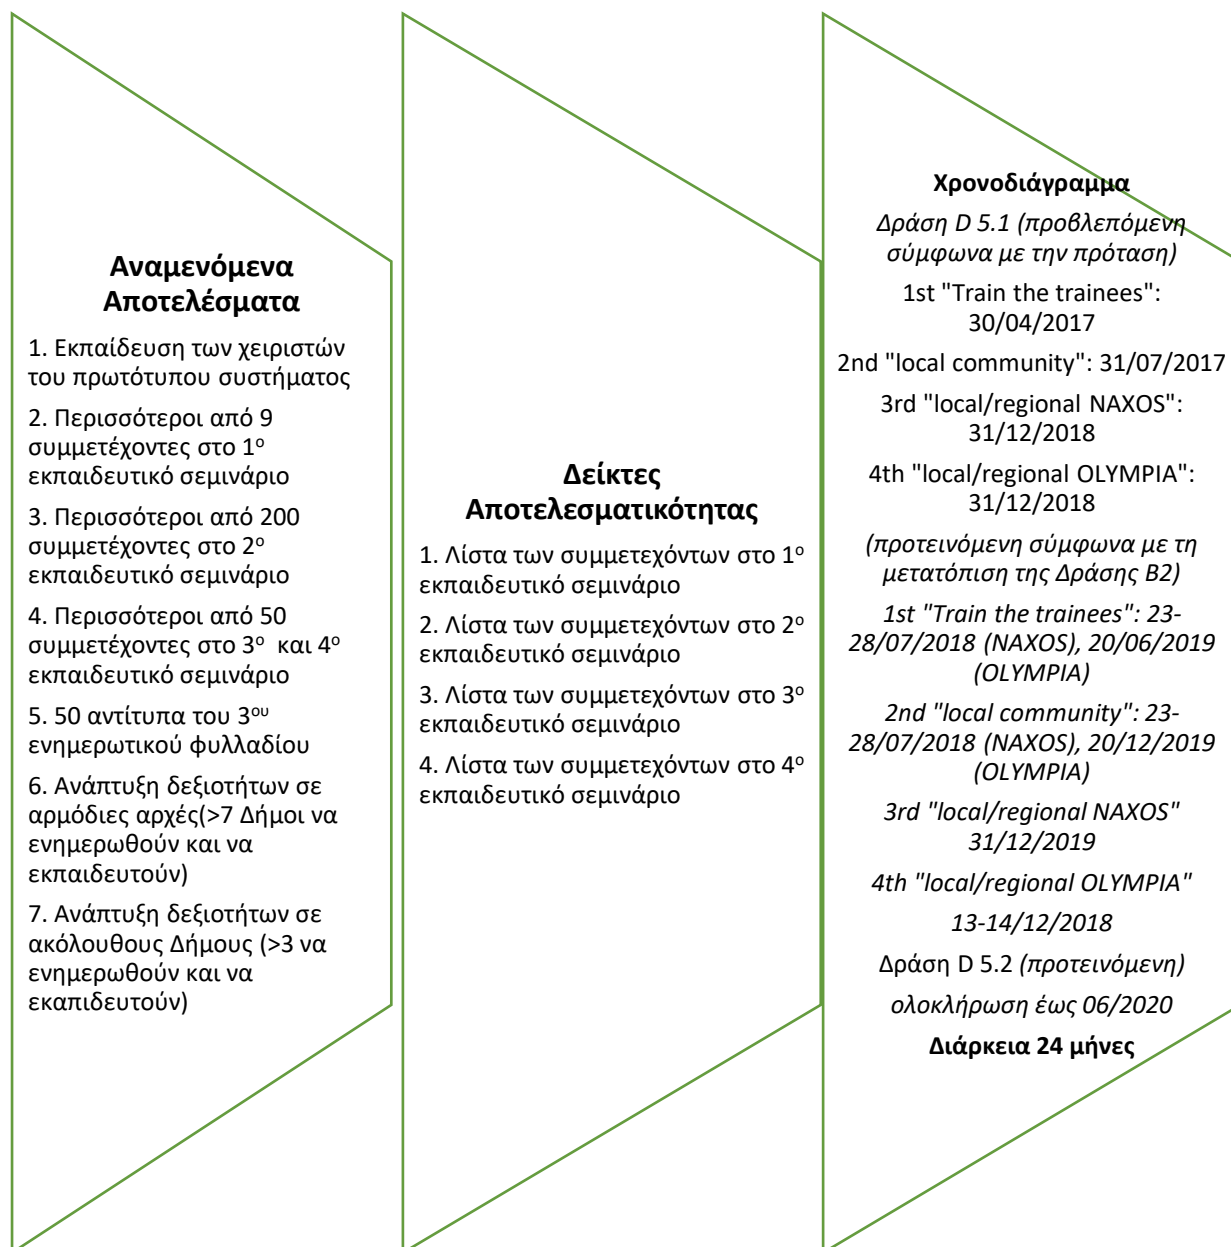 Αναμενόμενα
Αποτελέσματα
1. Εκπαίδευση των χειριστών
του πρωτότυπου συστήματος
2. Περισσότεροι από 9
συμμετέχοντες στο 1ο
εκπαιδευτικό σεμινάριο
3. Περισσότεροι από 200
συμμετέχοντες στο 2ο
εκπαιδευτικό σεμινάριο
4. Περισσότεροι από 50
συμμετέχοντες στο 3ο και 4ο
εκπαιδευτικό σεμινάριο
5. 50 αντίτυπα του 3ου
ενημερωτικού φυλλαδίου
6. Ανάπτυξη δεξιοτήτων σε
αρμόδιες αρχές(>7 Δήμοι να
ενημερωθούν και να
εκπαιδευτούν)
7. Ανάπτυξη δεξιοτήτων σε
ακόλουθους Δήμους (>3 να
ενημερωθούν και να
εκαπιδευτούν)
Δείκτες
Αποτελεσματικότητας
1. Λίστα των συμμετεχόντων στο 1ο
εκπαιδευτικό σεμινάριο
2. Λίστα των συμμετεχόντων στο 2ο
εκπαιδευτικό σεμινάριο
3. Λίστα των συμμετεχόντων στο 3ο
εκπαιδευτικό σεμινάριο
4. Λίστα των συμμετεχόντων στο 4ο
εκπαιδευτικό σεμινάριο
Χρονοδιάγραμμα
Δράση D 5.1 (προβλεπόμενη
σύμφωνα με την πρόταση)
1st "Train the trainees":
30/04/2017
2nd "local community": 31/07/2017
3rd "local/regional NAXOS":
31/12/2018
4th "local/regional OLYMPIA":
31/12/2018
(προτεινόμενη σύμφωνα με τη
μετατόπιση της Δράσης Β2)
1st "Train the trainees": 23-
28/07/2018 (NAXOS), 20/06/2019
(OLYMPIA)
2nd "local community": 23-
28/07/2018 (NAXOS), 20/12/2019
(OLYMPIA)
3rd "local/regional NAXOS"
31/12/2019
4th "local/regional OLYMPIA"
13-14/12/2018
Δράση D 5.2 (προτεινόμενη)
ολοκλήρωση έως 06/2020
Διάρκεια 24 μήνες